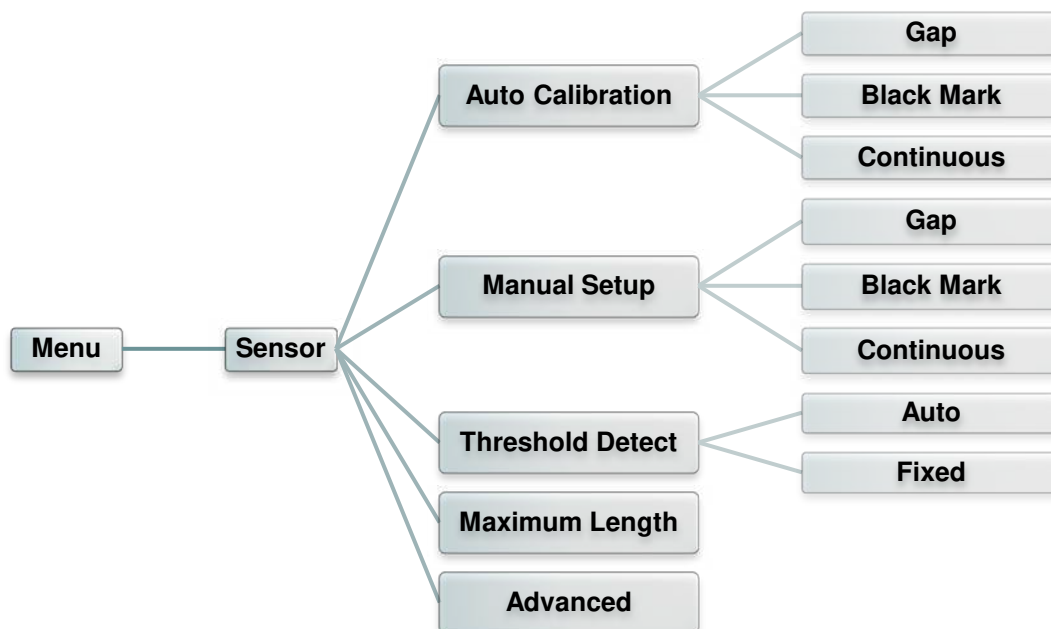 Menu
Sensor
Auto Calibration
Gap
Black Mark
Continuous
Manual Setup
Gap
Black Mark
Continuous
Threshold Detect
Auto
Fixed
Maximum Length
Advanced